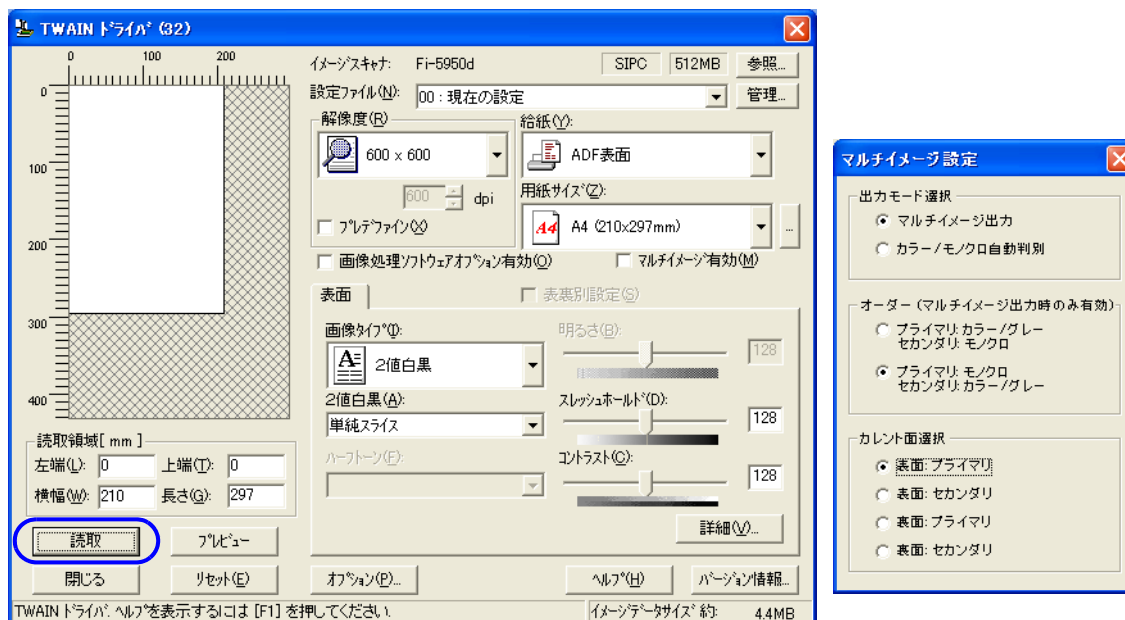 TWAIN ﾄﾞﾗｲﾊﾞ (32)
0 100 200
0
100
200
300
400
ｲﾒｰｼﾞｽｷｬﾅ: Fi-5950d SIPC 512MB 参照...
設定ﾌｧｲﾙ(N): 00 : 現在の設定 管理...
解像度(R)
600 × 600
600 dpi
ﾌﾟﾚﾃﾞﾌｧｲﾝ(X)
給紙(Y):
ADF表面
用紙ｻｲｽﾞ(Z):
A4 A4 (210x297mm) ...
画像処理ｿﾌﾄｳｪｱｵﾌﾟｼｮﾝ有効(O) ﾏﾙﾁｲﾒｰｼﾞ有効(M)
表面 表裏別設定(S)
画像ﾀｲﾌﾟ(I):
A 2値白黒
2値白黒(A):
単純ｽﾗｲｽ
ﾊｰﾌﾄｰﾝ(F):
明るさ(B):
128
ｽﾚｯｼｭﾎｰﾙﾄﾞ(D):
128
ｺﾝﾄﾗｽﾄ(C):
128
詳細(V)...
読取領域[ mm ]
左端(L): 0 上端(T): 0
横幅(W): 210 長さ(G): 297
読取 ﾌﾟﾚﾋﾞｭｰ
閉じる ﾘｾｯﾄ(E) ｵﾌﾟｼｮﾝ(P)... ﾍﾙﾌﾟ(H) ﾊﾞｰｼﾞｮﾝ情報...
TWAIN ﾄﾞﾗｲﾊﾞ. ﾍﾙﾌﾟを表示するには [F1] を押してください. ｲﾒｰｼﾞﾃﾞｰﾀｻｲｽﾞ 約: 4.4MB
マルチイメージ設定
出力モード選択
マルチイメージ出力
カラー/モノクロ自動判別
オーダー(マルチイメージ出力時のみ有効)
プライマリ: カラー/グレー
セカンダリ: モノクロ
プライマリ: モノクロ
セカンダリ: カラー/グレー
カレント面選択
表面: プライマリ
表面: セカンダリ
裏面: プライマリ
裏面: セカンダリ